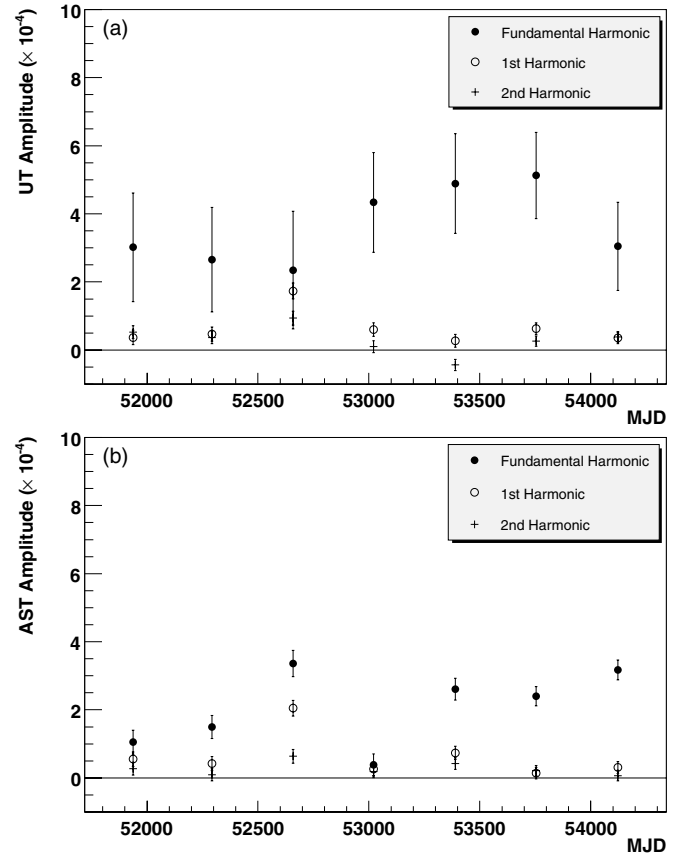 (a)
UT Amplitude (× 10⁻⁴)
10
8
6
4
2
0
Fundamental Harmonic
1st Harmonic
2nd Harmonic
52000 52500 53000 53500 54000
MJD
(b)
AST Amplitude (× 10⁻⁴)
10
8
6
4
2
0
Fundamental Harmonic
1st Harmonic
2nd Harmonic
52000 52500 53000 53500 54000
MJD